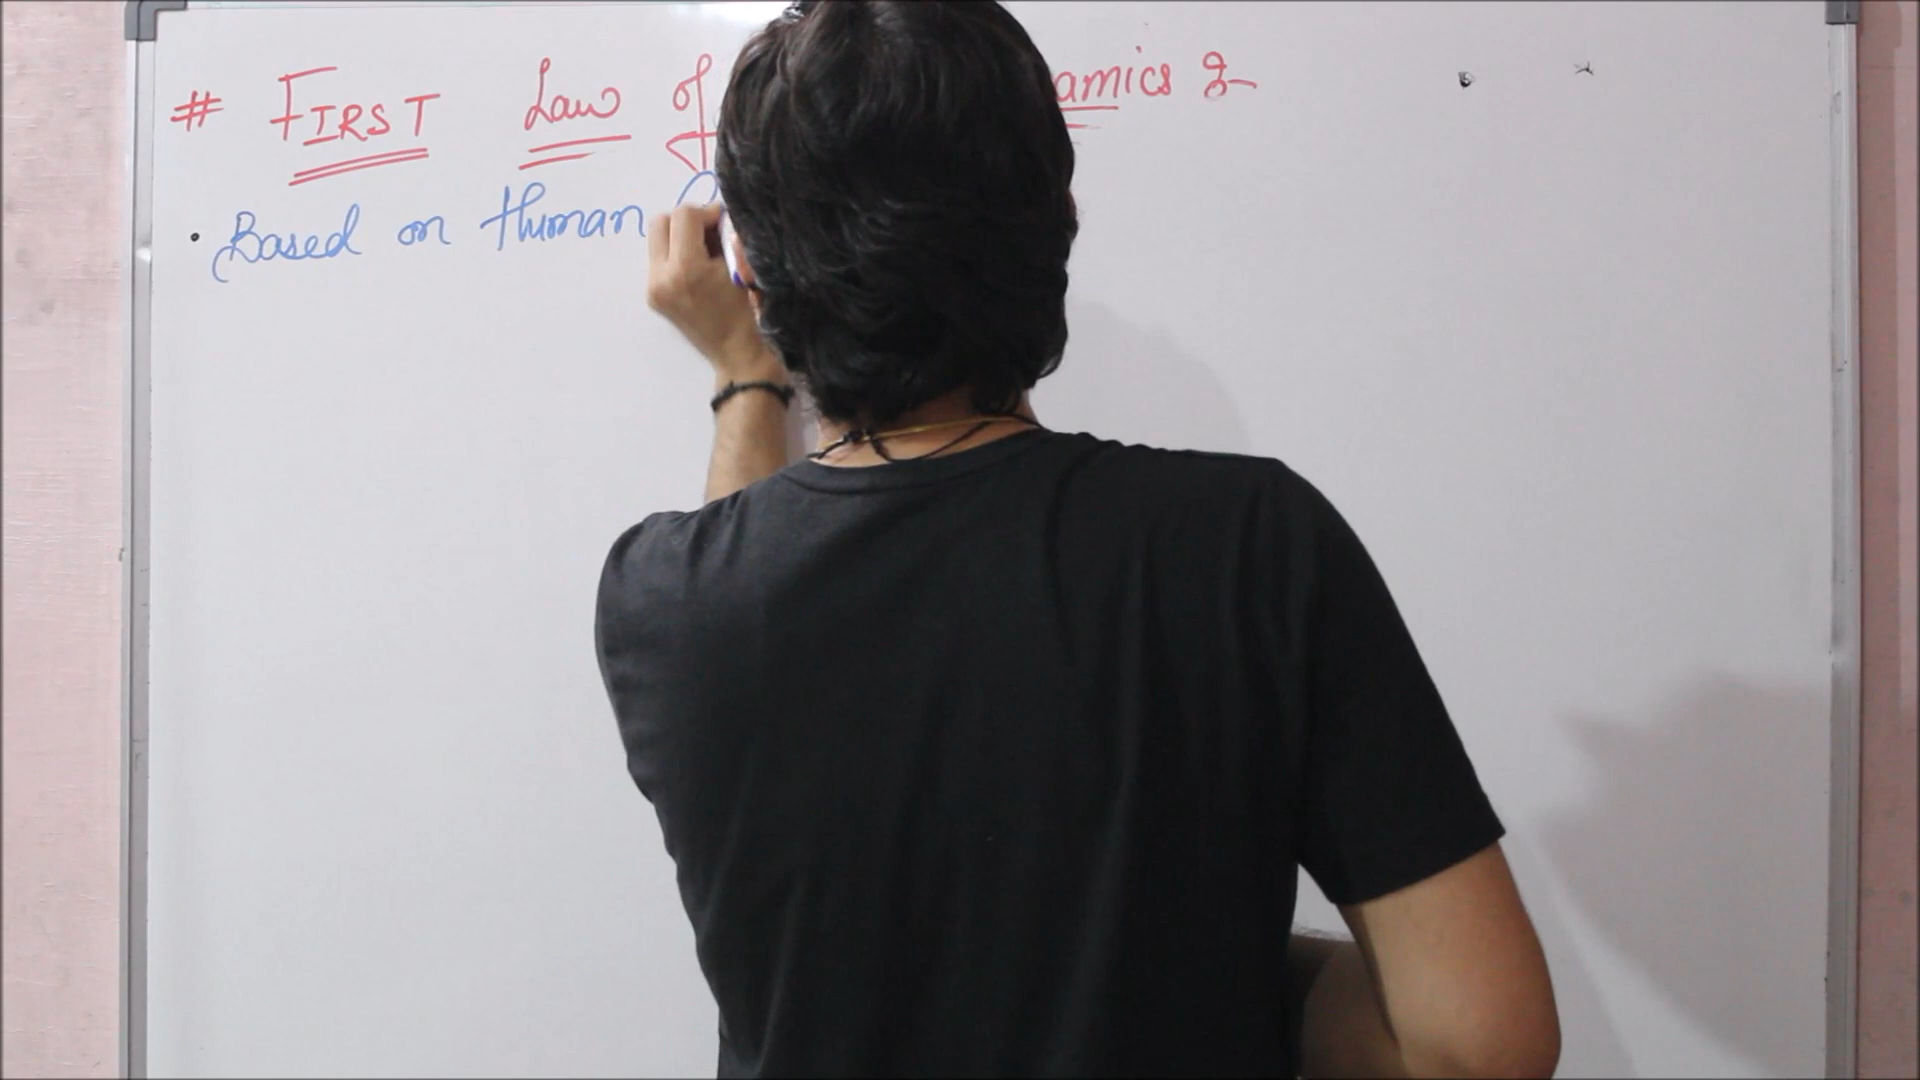 # FIRST Law of amics :-
• Based on Human